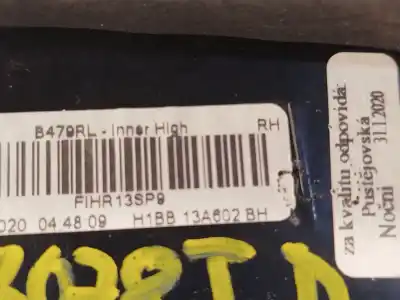 B479RL - Inner High RH
FIHR13SP9
020 04:48:09 H1BB 13A602 BH
za kvalitu odpovídá:
Pustějovská
Noční 31.1.2020